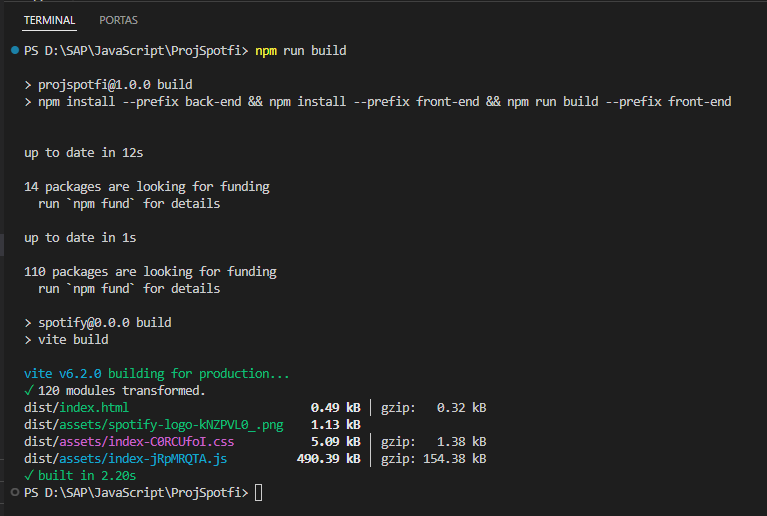 TERMINAL PORTAS
PS D:\SAP\JavaScript\ProjSpotfi> npm run build
> projspotfi@1.0.0 build
> npm install --prefix back-end && npm install --prefix front-end && npm run build --prefix front-end
up to date in 12s
14 packages are looking for funding
run `npm fund` for details
up to date in 1s
110 packages are looking for funding
run `npm fund` for details
> spotify@0.0.0 build
> vite build
vite v6.2.0 building for production...
✓ 120 modules transformed.
dist/index.html 0.49 kB │ gzip: 0.32 kB
dist/assets/spotify-logo-kNZPVL0_.png 1.13 kB
dist/assets/index-C0RCUfoI.css 5.09 kB │ gzip: 1.38 kB
dist/assets/index-jRpMRQTA.js 490.39 kB │ gzip: 154.38 kB
✓ built in 2.20s
PS D:\SAP\JavaScript\ProjSpotfi>